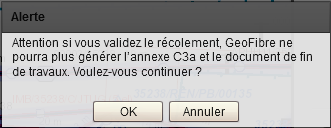 Alerte
Attention si vous validez le récolement, GeoFibre ne
pourra plus générer l'annexe C3a et le document de fin
de travaux. Voulez-vous continuer ?
OK
Annuler